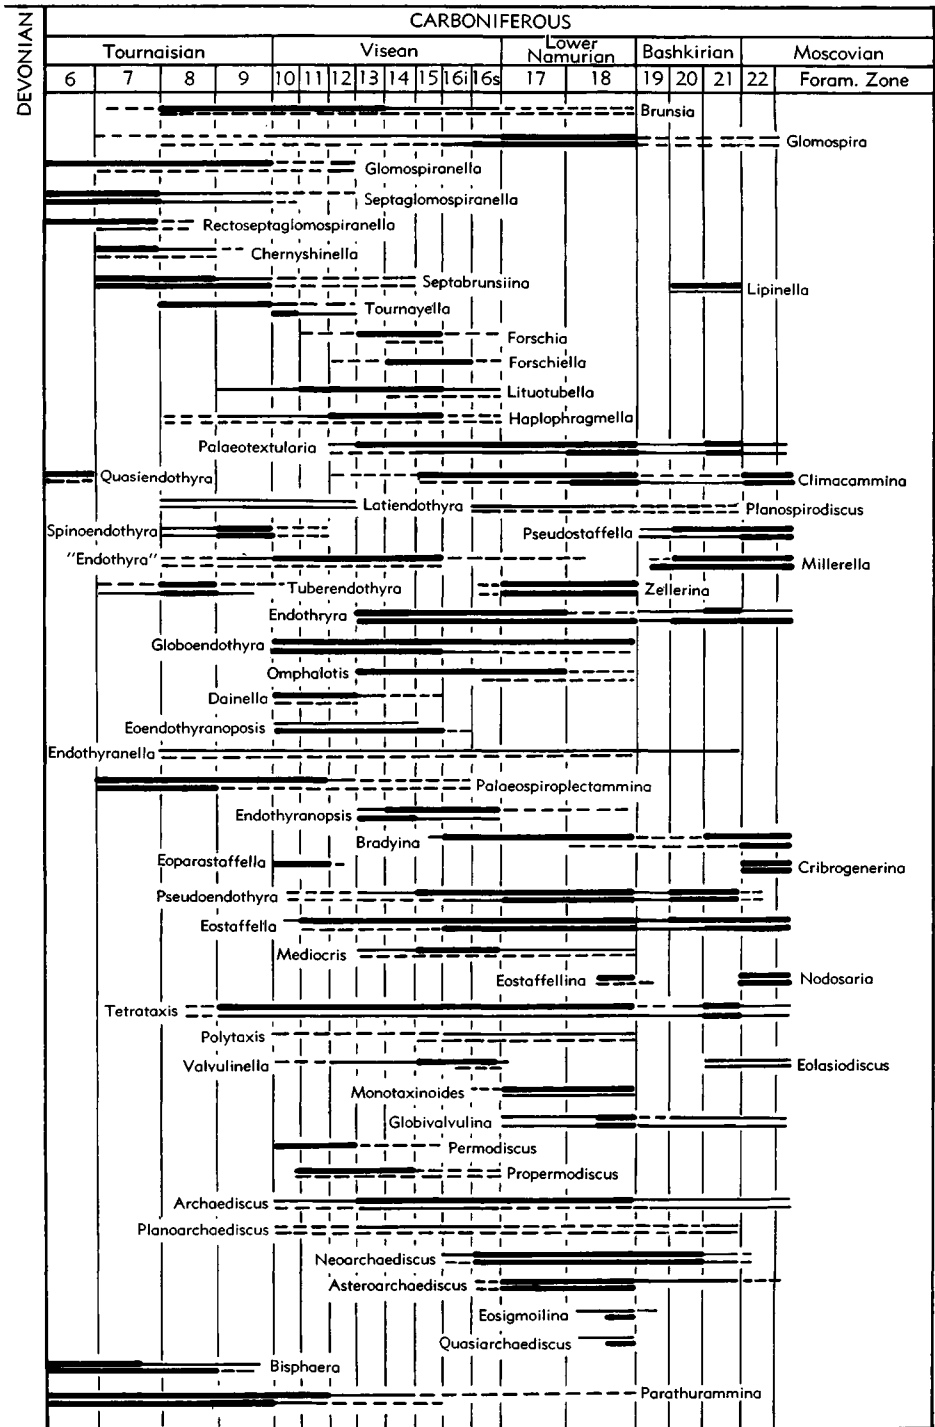 DEVONIAN
CARBONIFEROUS
Tournaisian Visean Lower Namurian Bashkirian Moscovian
6 7 8 9 10 11 12 13 14 15 16i 16s 17 18 19 20 21 22 Foram. Zone
Brunsia
Glomospira
Glomospiranella
Septaglomospiranella
Rectoseptaglomospiranella
Chernyshinella
Septabrunsiina
Lipinella
Tournayella
Forschia
Forschiella
Lituotubella
Haplophragmella
Palaeotextularia
Quasiendothyra
Climacammina
Latiendothyra
Planospirodiscus
Spinoendothyra
Pseudostaffella
"Endothyra"
Millerella
Tuberendothyra
Zellerina
Endothryra
Globoendothyra
Omphalotis
Dainella
Eoendothyranoposis
Endothyranella
Palaeospiroplectammina
Endothyranopsis
Bradyina
Eoparastaffella
Cribrogenerina
Pseudoendothyra
Eostaffella
Mediocris
Eostaffellina
Nodosaria
Tetrataxis
Polytaxis
Valvulinella
Eolasiodiscus
Monotaxinoides
Globivalvulina
Permodiscus
Propermodiscus
Archaediscus
Planoarchaediscus
Neoarchaediscus
Asteroarchaediscus
Eosigmoilina
Quasiarchaediscus
Bisphaera
Parathurammina